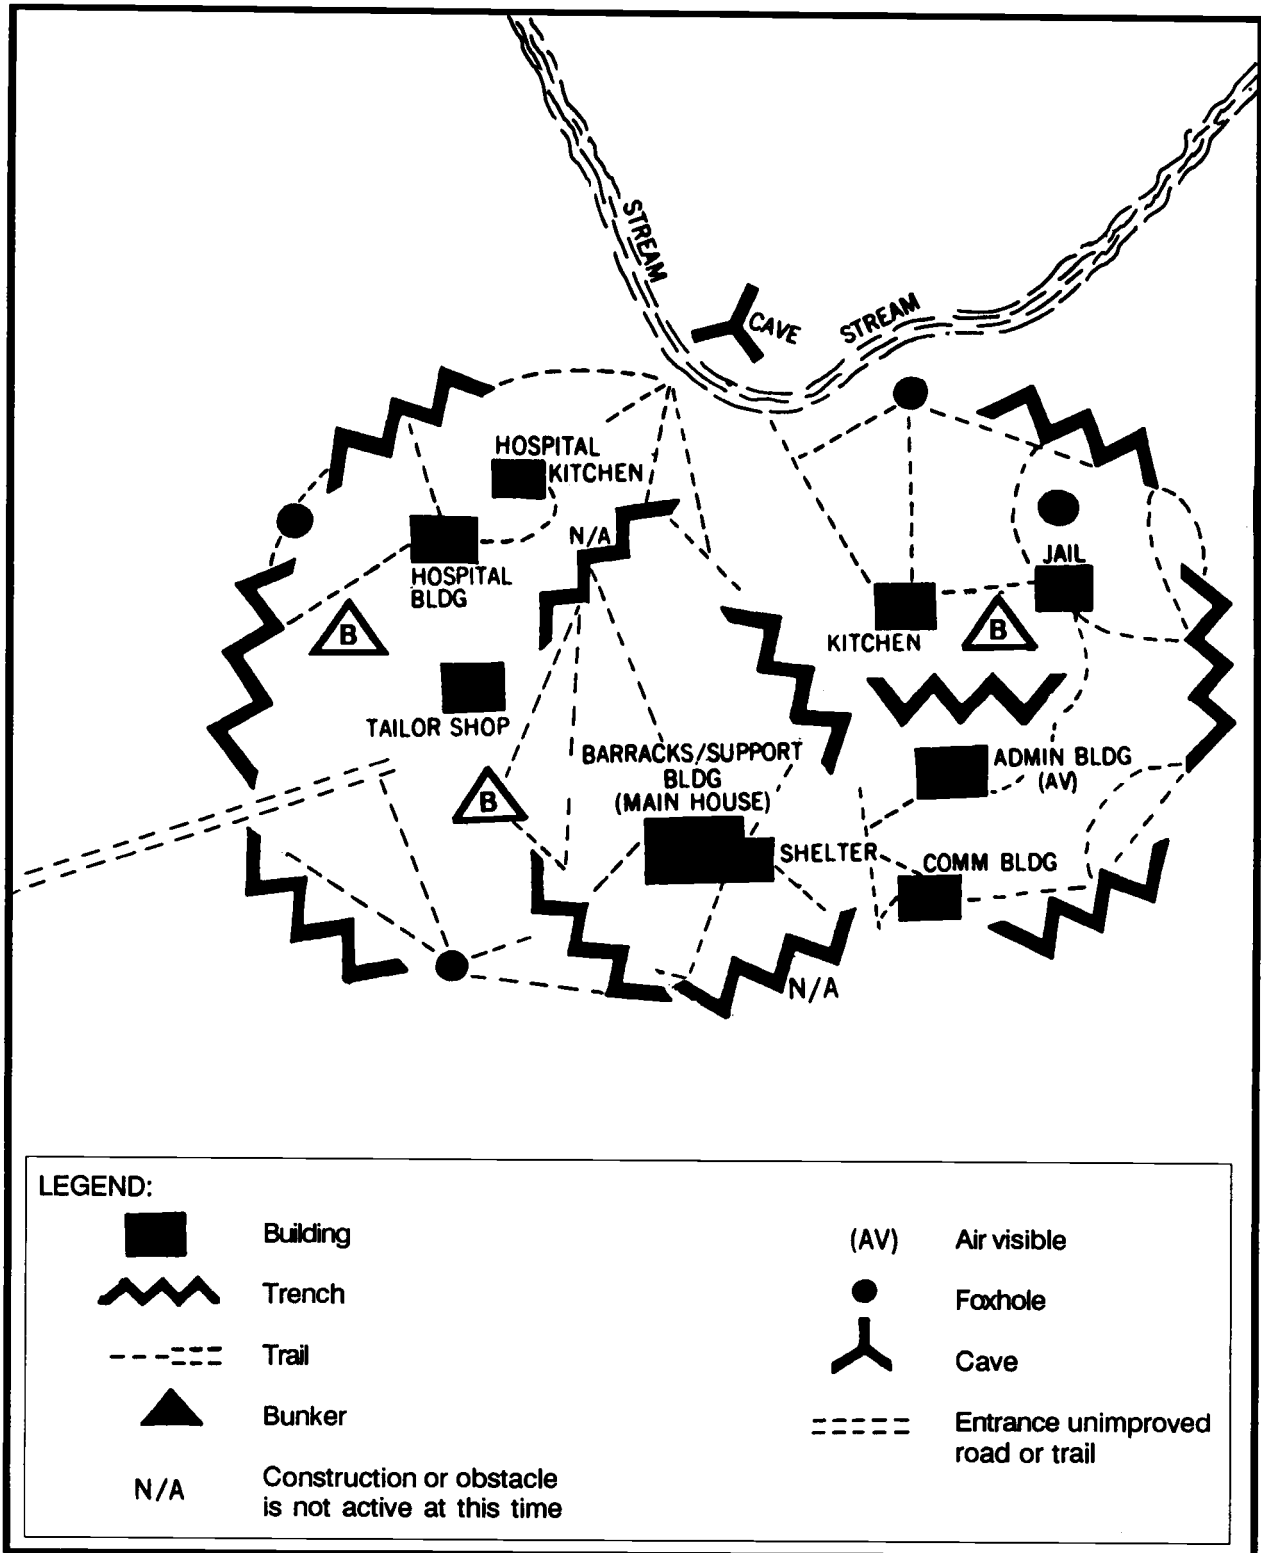 STREAM
CAVE
STREAM
HOSPITAL
KITCHEN
N/A
HOSPITAL
BLDG
JAIL
B
B
KITCHEN
TAILOR SHOP
BARRACKS/SUPPORT
BLDG
(MAIN HOUSE)
ADMIN BLDG
(AV)
B
SHELTER
COMM BLDG
N/A
LEGEND:
Building
Trench
Trail
Bunker
N/A Construction or obstacle
is not active at this time
(AV) Air visible
Foxhole
Cave
Entrance unimproved
road or trail